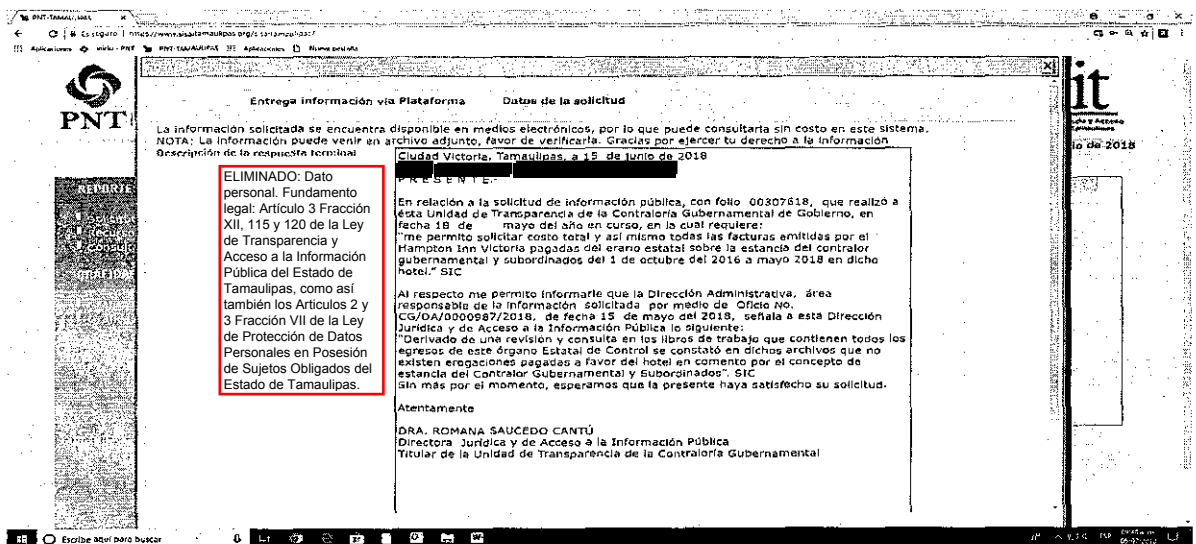 PNT-TAMAULIPAS
Es seguro
Aplicaciones
PNT-TAMAULIPAS
Aplicaciones
Nueva pestaña
PNT
it
Entrega información vía Plataforma
Datos de la solicitud
La información solicitada se encuentra disponible en medios electrónicos, por lo que puede consultarla sin costo en este sistema.
NOTA: La información puede venir en archivo adjunto, favor de verificarla. Gracias por ejercer tu derecho a la información
Descripción de la respuesta terminal
io de 2018
ELIMINADO: Dato
personal. Fundamento
legal: Artículo 3 Fracción
XII, 115 y 120 de la Ley
de Transparencia y
Acceso a la Información
Pública del Estado de
Tamaulipas, como así
también los Articulos 2 y
3 Fracción VII de la Ley
de Protección de Datos
Personales en Posesión
de Sujetos Obligados del
Estado de Tamaulipas.
Ciudad Victoria, Tamaulipas, a 15 de junio de 2018
P R E S E N T E.-
En relación a la solicitud de información pública, con folio 00307618, que realizó a
ésta Unidad de Transparencia de la Contraloría Gubernamental de Gobierno, en
fecha 18 de mayo del año en curso, en la cual requiere:
"me permito solicitar costo total y así mismo todas las facturas emitidas por el
Hampton Inn Victoria pagadas del erario estatal sobre la estancia del contralor
gubernamental y subordinados del 1 de octubre del 2016 a mayo 2018 en dicho
hotel." SIC
Al respecto me permito informarle que la Dirección Administrativa, área
responsable de la información solicitada por medio de Oficio No.
CG/DA/0000987/2018, de fecha 15 de mayo del 2018, señala a está Dirección
Jurídica y de Acceso a la Información Pública lo siguiente:
"Derivado de una revisión y consulta en los libros de trabajo que contienen todos los
egresos de este órgano Estatal de Control se constató en dichos archivos que no
existen erogaciones pagadas a favor del hotel en comento por el concepto de
estancia del Contralor Gubernamental y Subordinados". SIC
Sin más por el momento, esperamos que la presente haya satisfecho su solicitud.
Atentamente
DRA. ROMANA SAUCEDO CANTÚ
Directora Jurídica y de Acceso a la Información Pública
Titular de la Unidad de Transparencia de la Contraloría Gubernamental
REPORTE
Escribe aquí para buscar